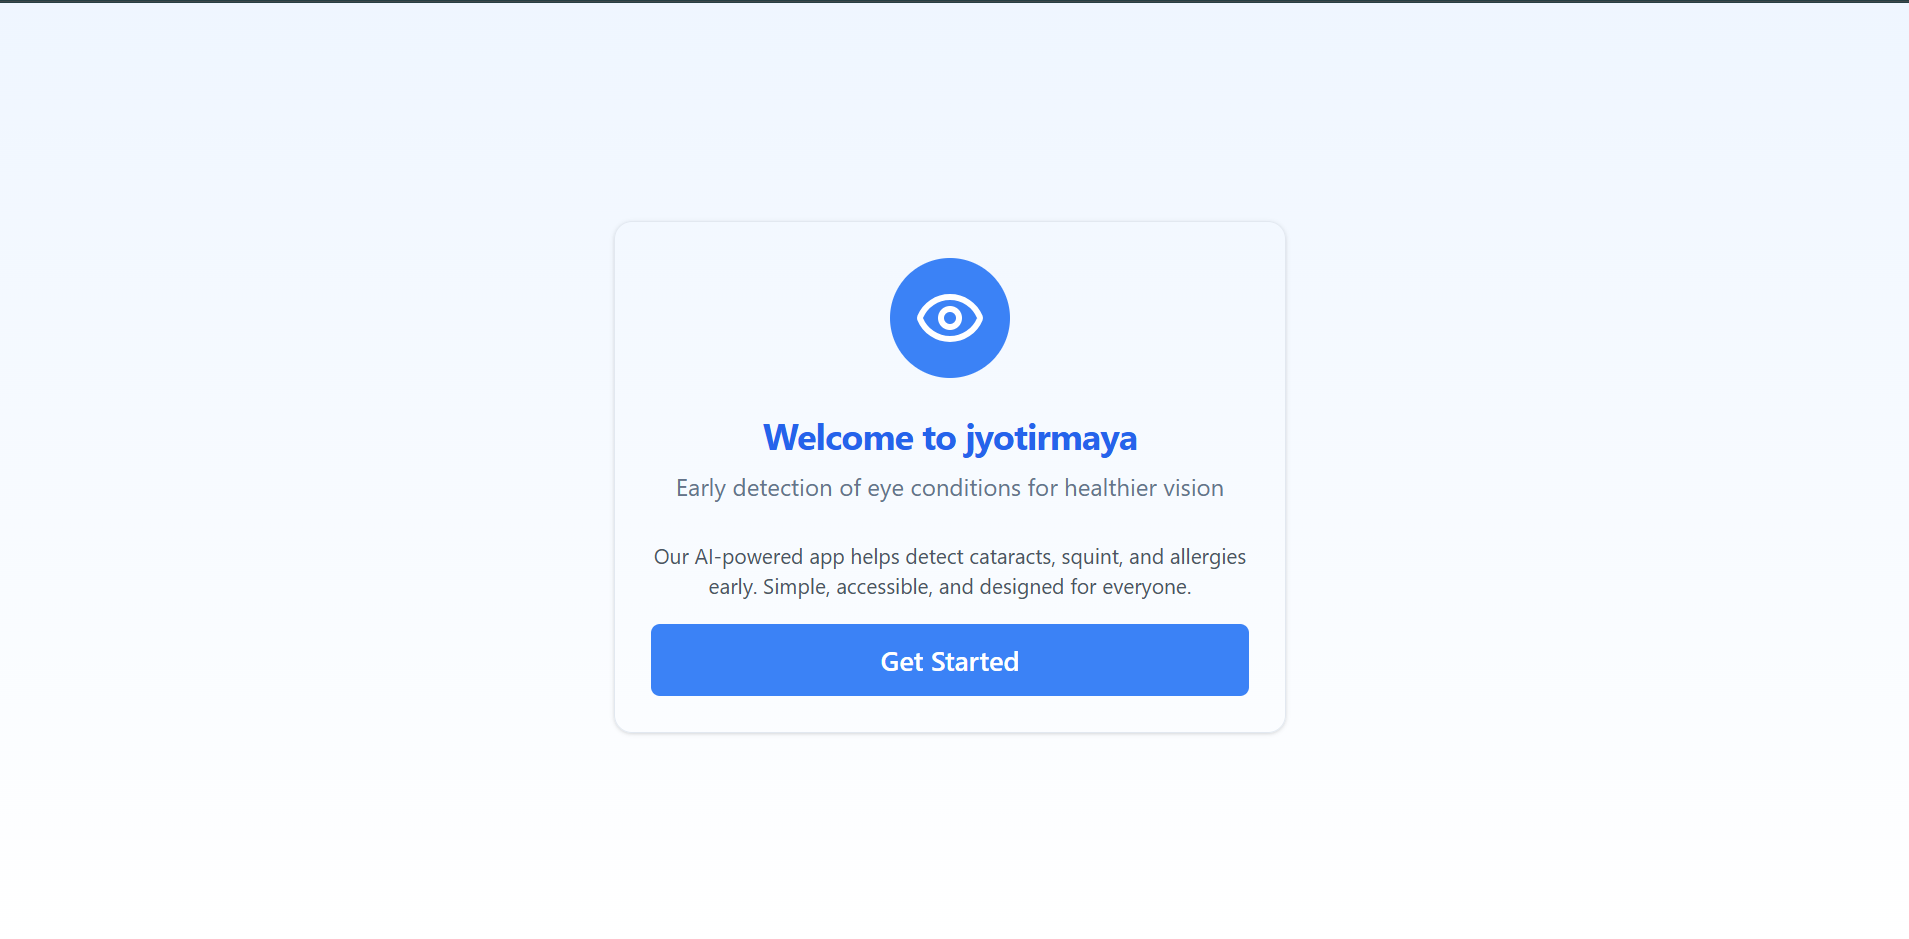 Welcome to jyotirmaya
Early detection of eye conditions for healthier vision
Our AI-powered app helps detect cataracts, squint, and allergies
early. Simple, accessible, and designed for everyone.
Get Started